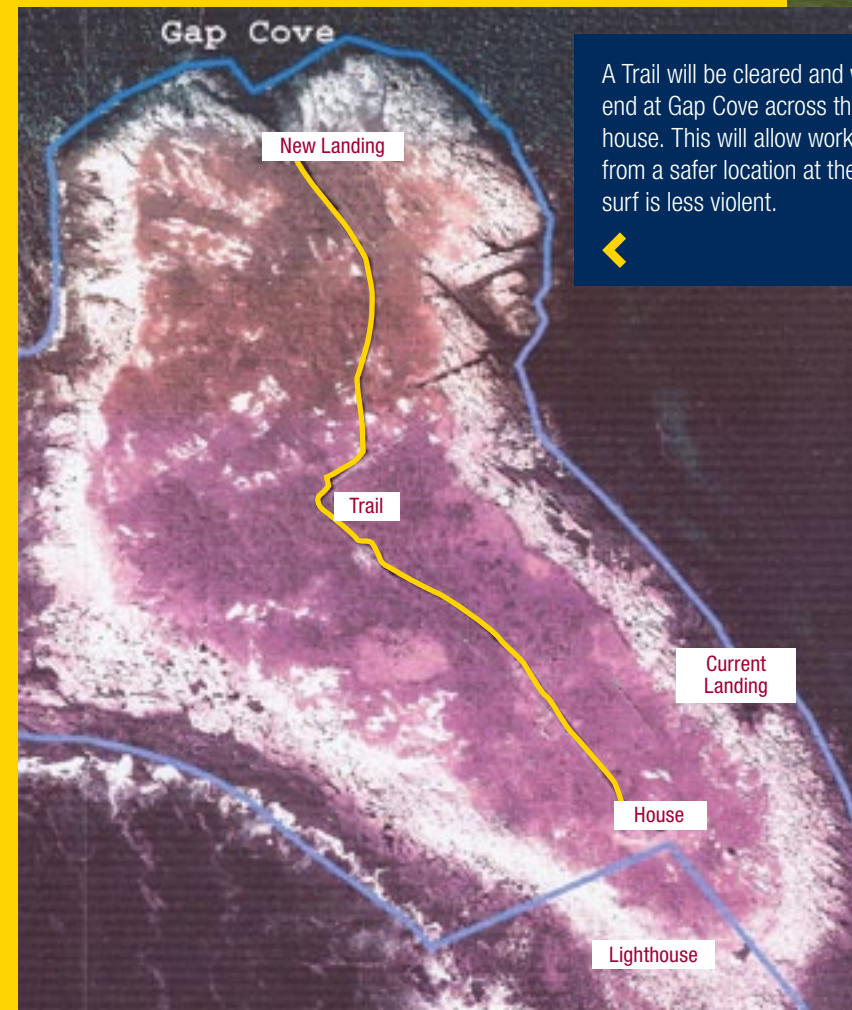 Gap Cove
A Trail will be cleared and
end at Gap Cove across th
house. This will allow work
from a safer location at the
surf is less violent.
New Landing
Trail
Current
Landing
House
Lighthouse